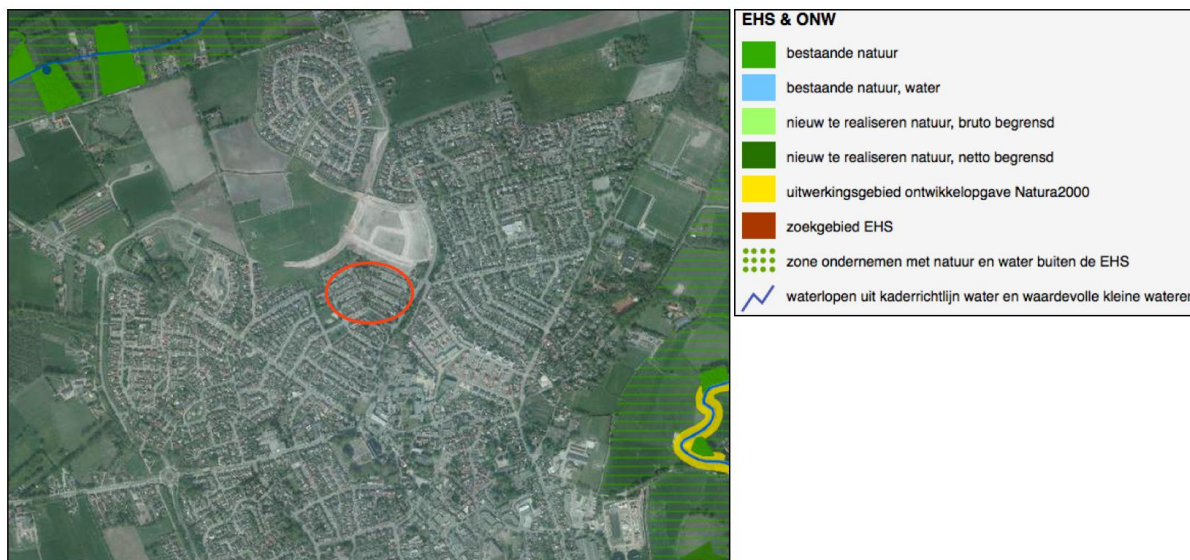 EHS & ONW
bestaande natuur
bestaande natuur, water
nieuw te realiseren natuur, bruto begrensd
nieuw te realiseren natuur, netto begrensd
uitwerkingsgebied ontwikkelopgave Natura2000
zoekgebied EHS
zone ondernemen met natuur en water buiten de EHS
waterlopen uit kaderrichtlijn water en waardevolle kleine wateren